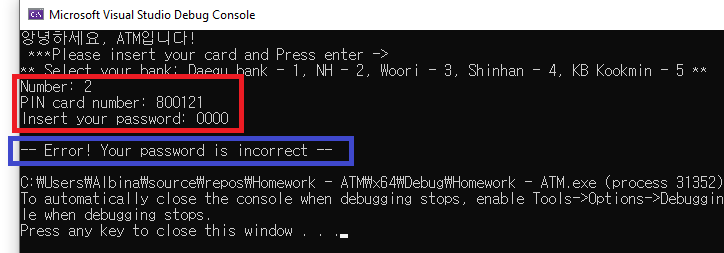 Microsoft Visual Studio Debug Console
안녕하세요, ATM입니다!
***Please insert your card and Press enter ->
** Select your bank: Daegu bank - 1, NH - 2, Woori - 3, Shinhan - 4, KB Kookmin - 5 **
Number: 2
PIN card number: 800121
Insert your password: 0000
-- Error! Your password is incorrect --
C:₩Users₩Albina₩source₩repos₩Homework - ATM₩x64₩Debug₩Homework - ATM.exe (process 31352)
To automatically close the console when debugging stops, enable Tools->Options->Debuggin
le when debugging stops.
Press any key to close this window . . .